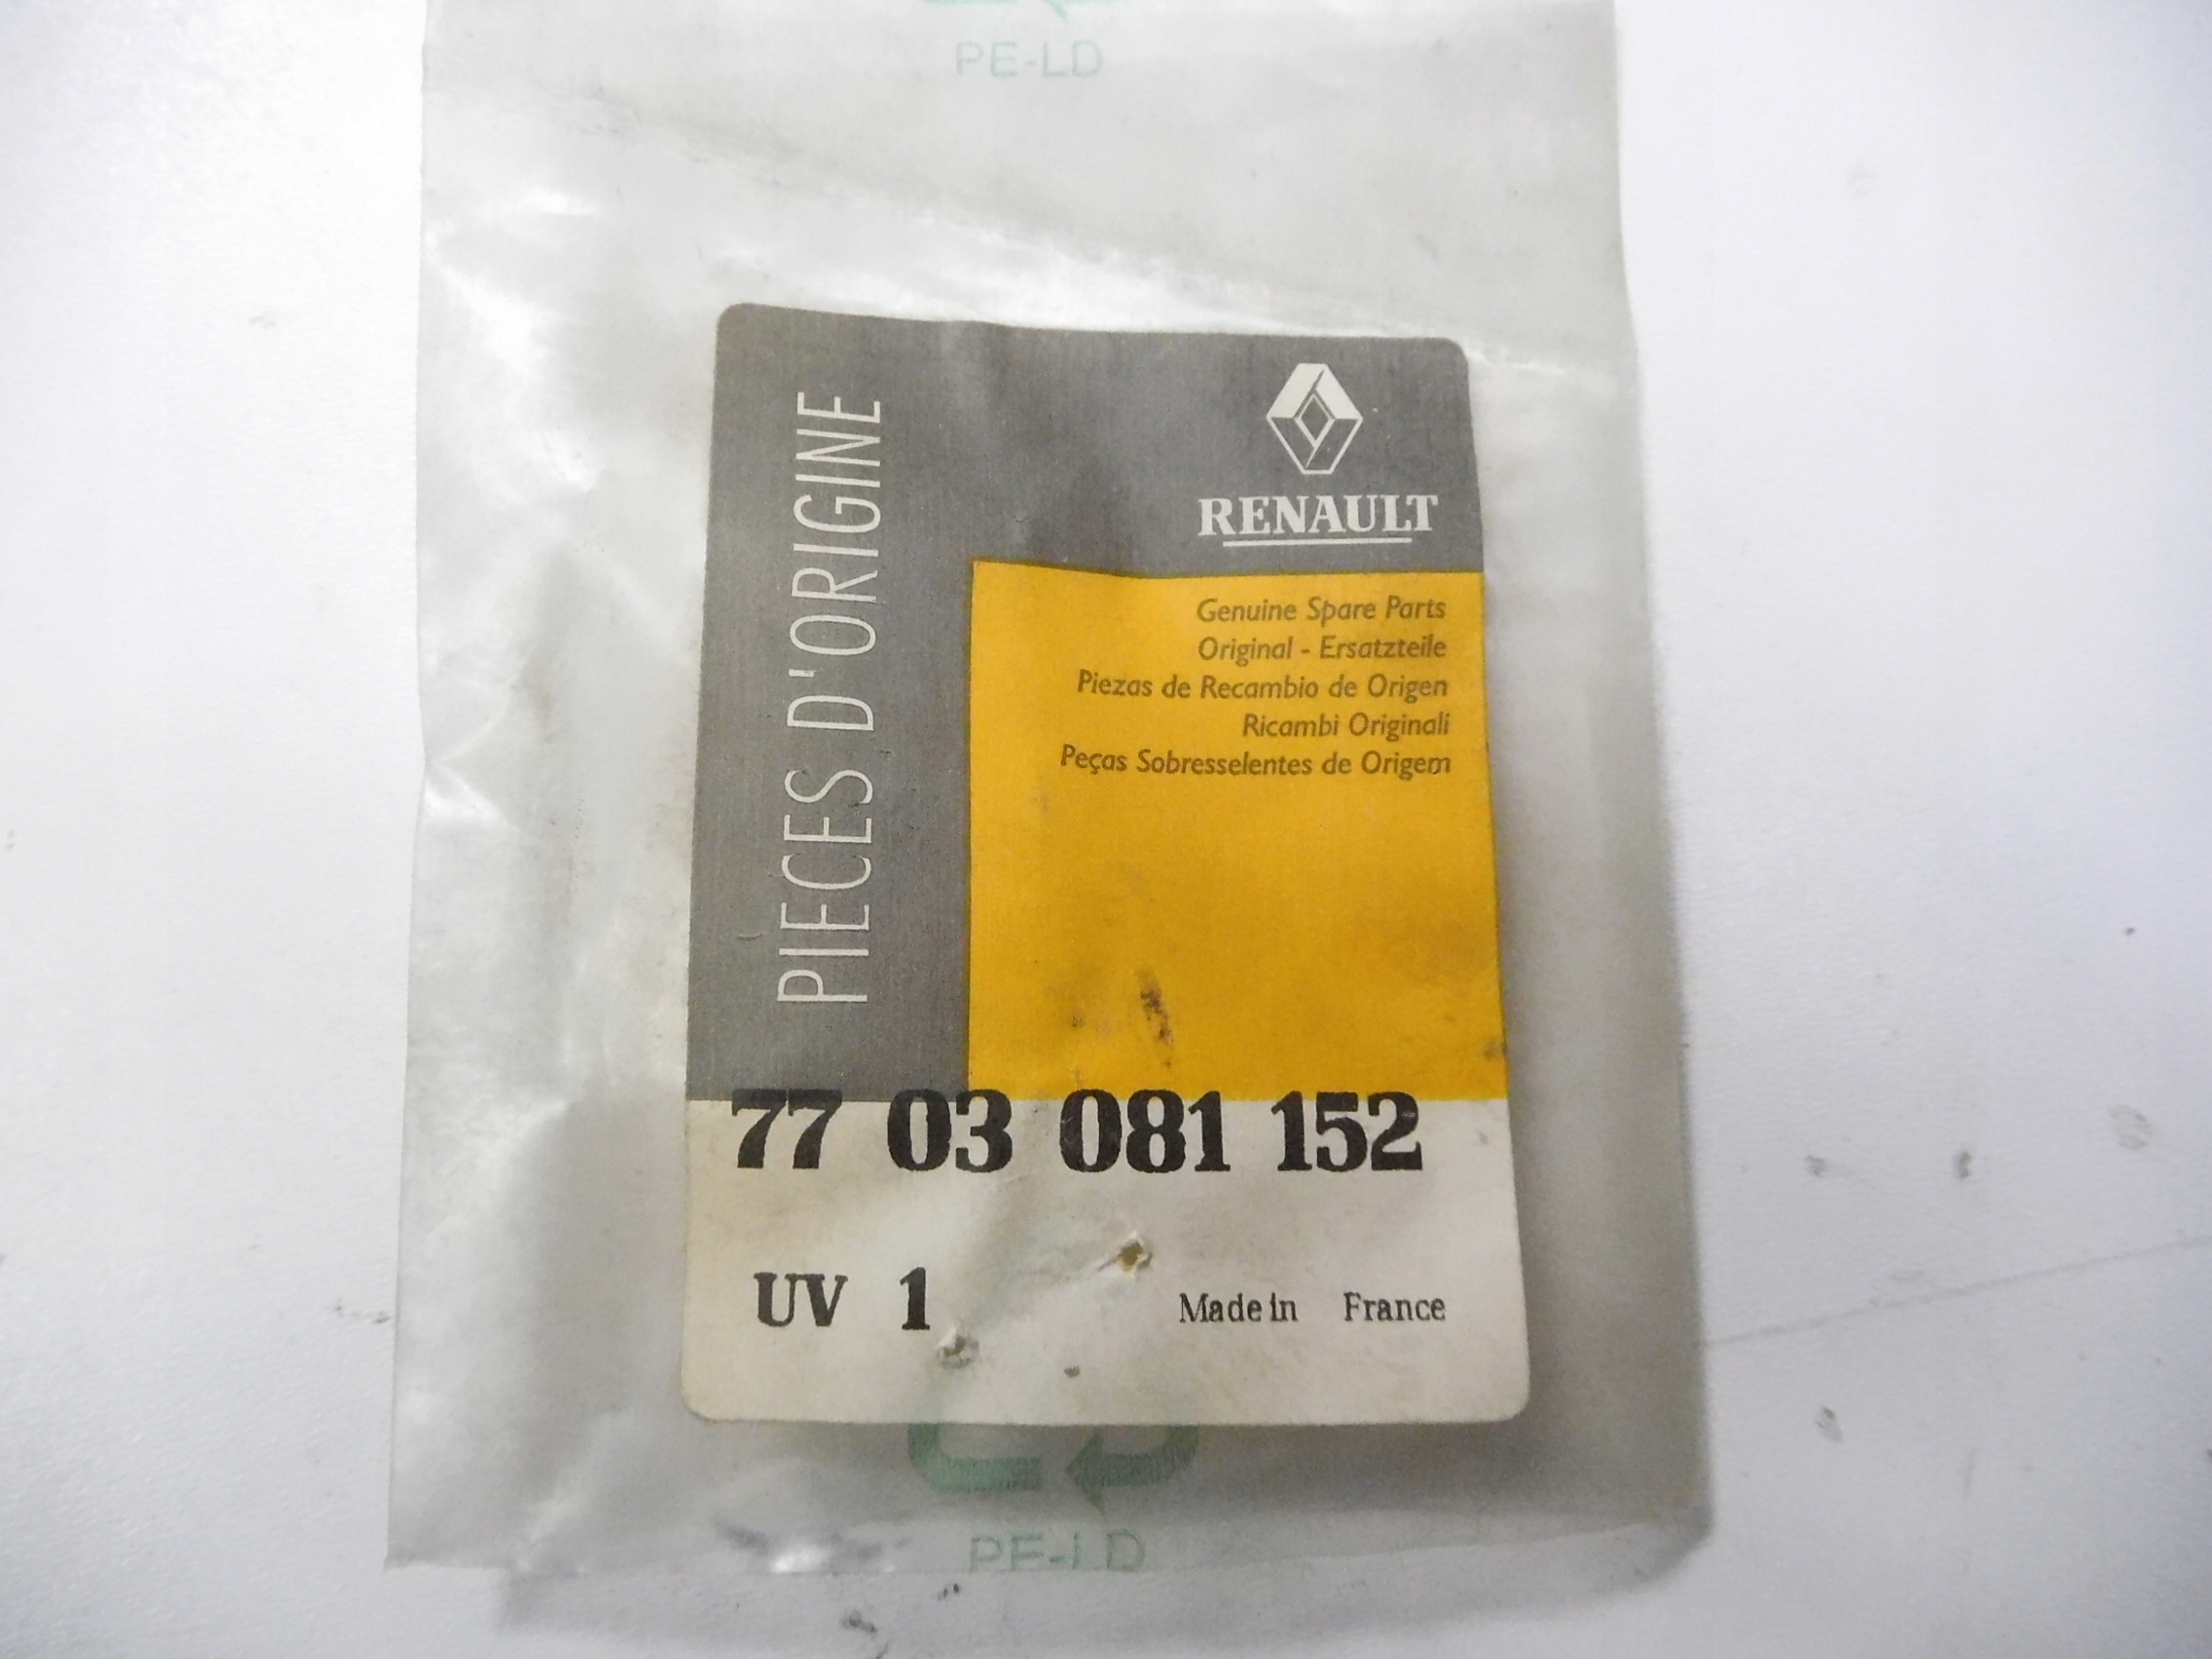 PE-LD
PIECES D'ORIGINE
RENAULT
Genuine Spare Parts
Original - Ersatzteile
Piezas de Recambio de Origen
Ricambi Originali
Peças Sobresselentes de Origem
77 03 081 152
UV 1 Made in France
PE-LD